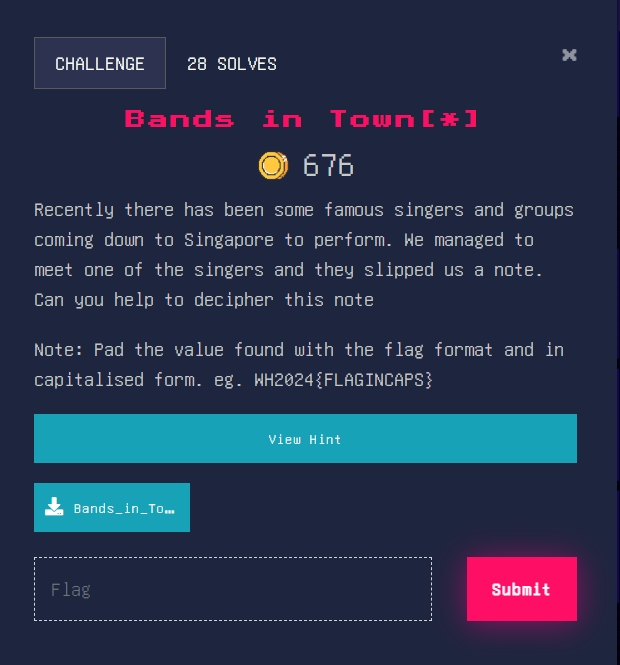 CHALLENGE
28 SOLVES
Bands in Town[*]
676
Recently there has been some famous singers and groups
coming down to Singapore to perform. We managed to
meet one of the singers and they slipped us a note.
Can you help to decipher this note
Note: Pad the value found with the flag format and in
capitalised form. eg. WH2024{FLAGINCAPS}
View Hint
Bands_in_To…
Flag
Submit